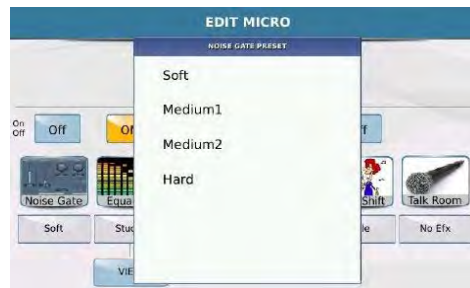 EDIT MICRO
NOISE GATE PRESET
Soft
Medium1
Medium2
Hard
On
Off
Off
Noise Gate
Shift
Talk Room
Soft
No Efx